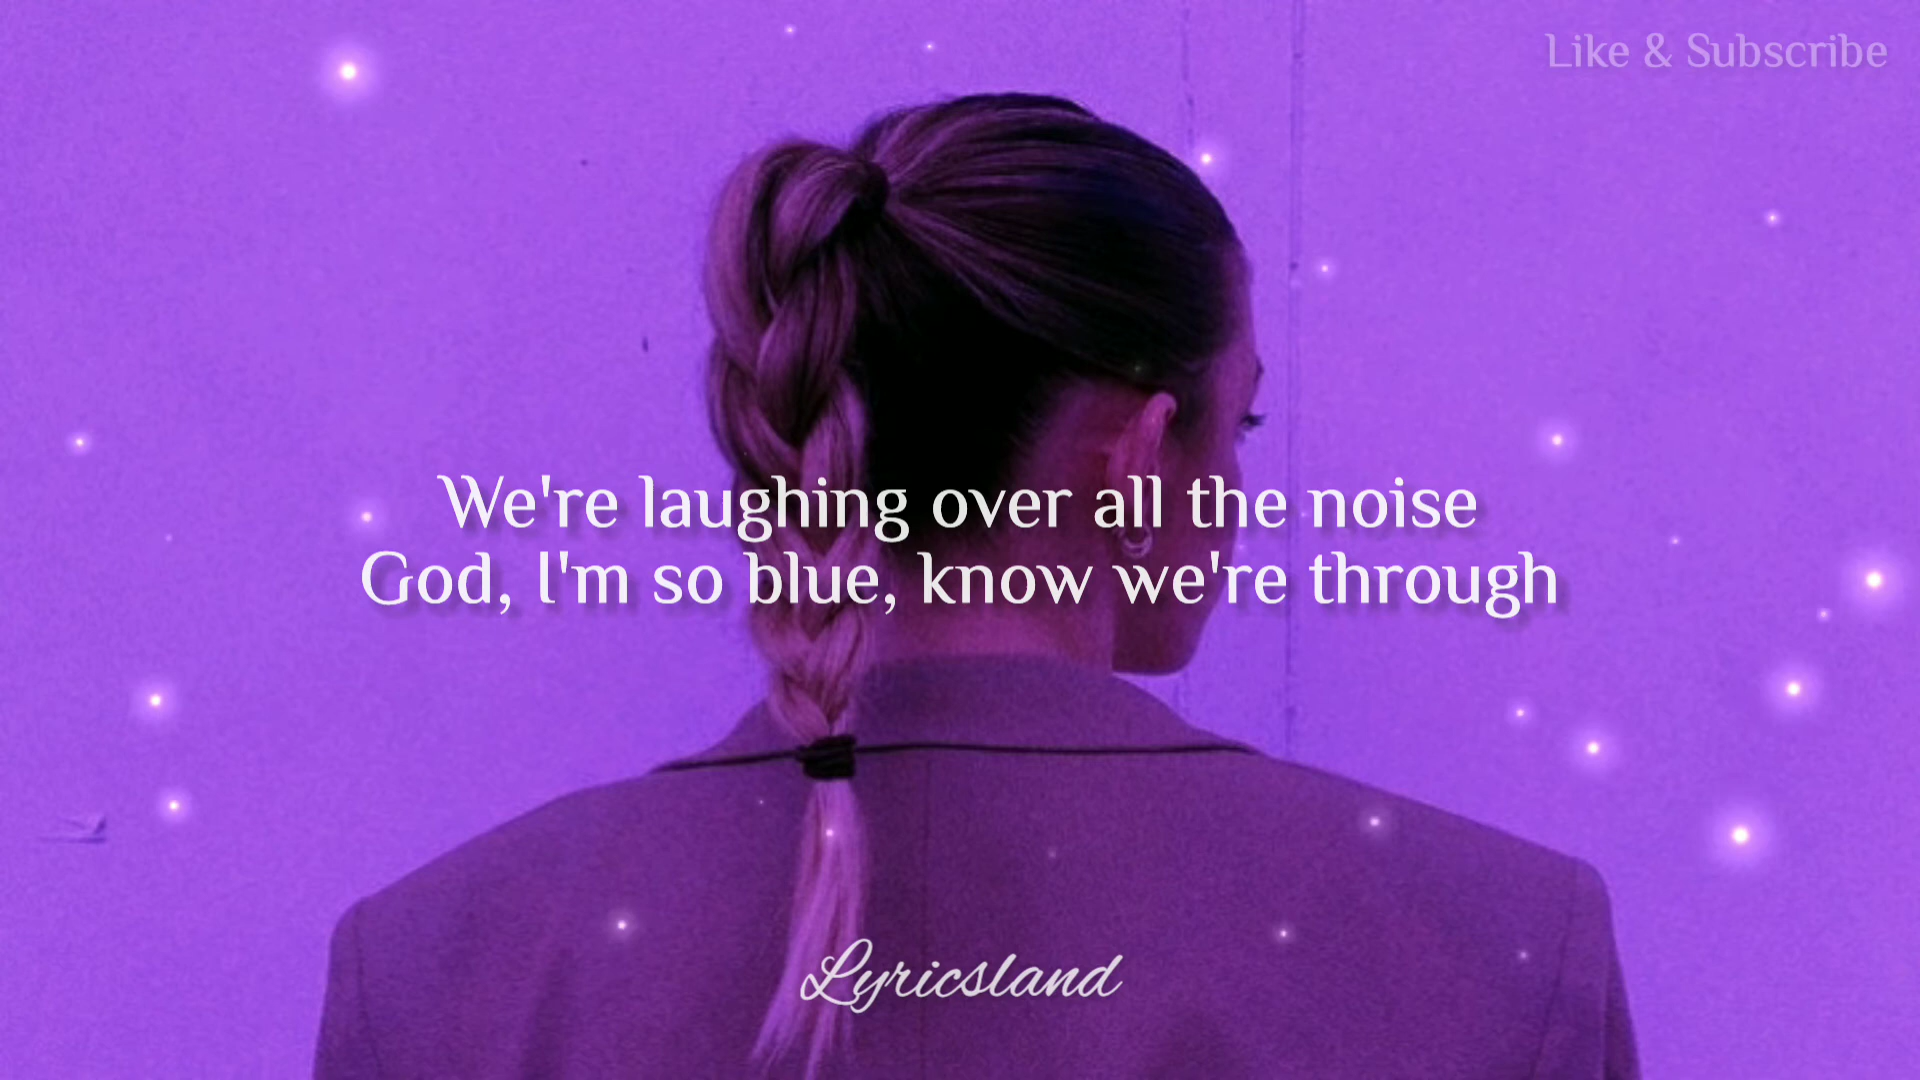 Like & Subscribe
We're laughing over all the noise
God, I'm so blue, know we're through
Lyricsland